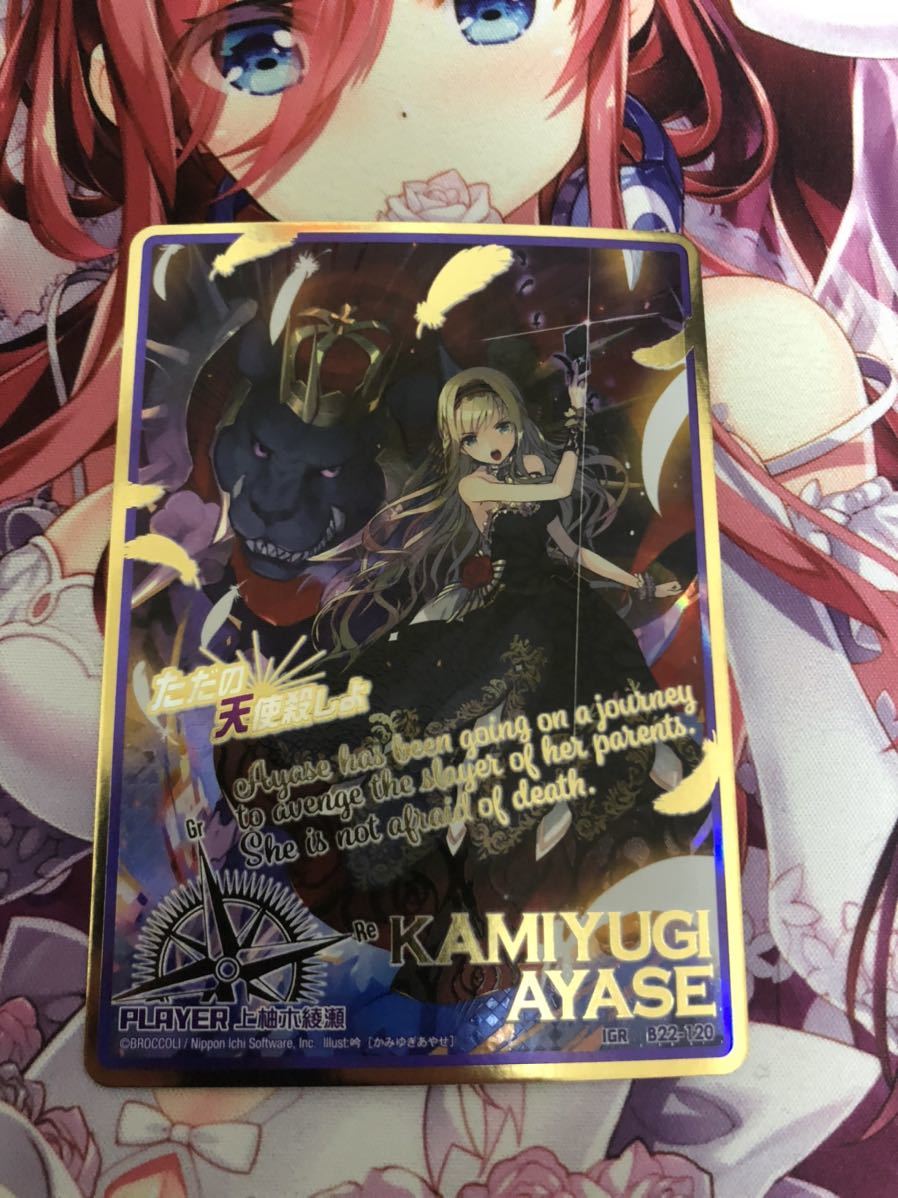 ただの
天使殺しよ
Ayase has been going on a journey
to avenge the slayer of her parents.
She is not afraid of death.
Gr
Re
KAMIYUGI
AYASE
PLAYER 上柚木綾瀬
IGR B22-120
©BROCCOLI / Nippon Ichi Software, Inc. Illust:吟 [かみゆぎあやせ]